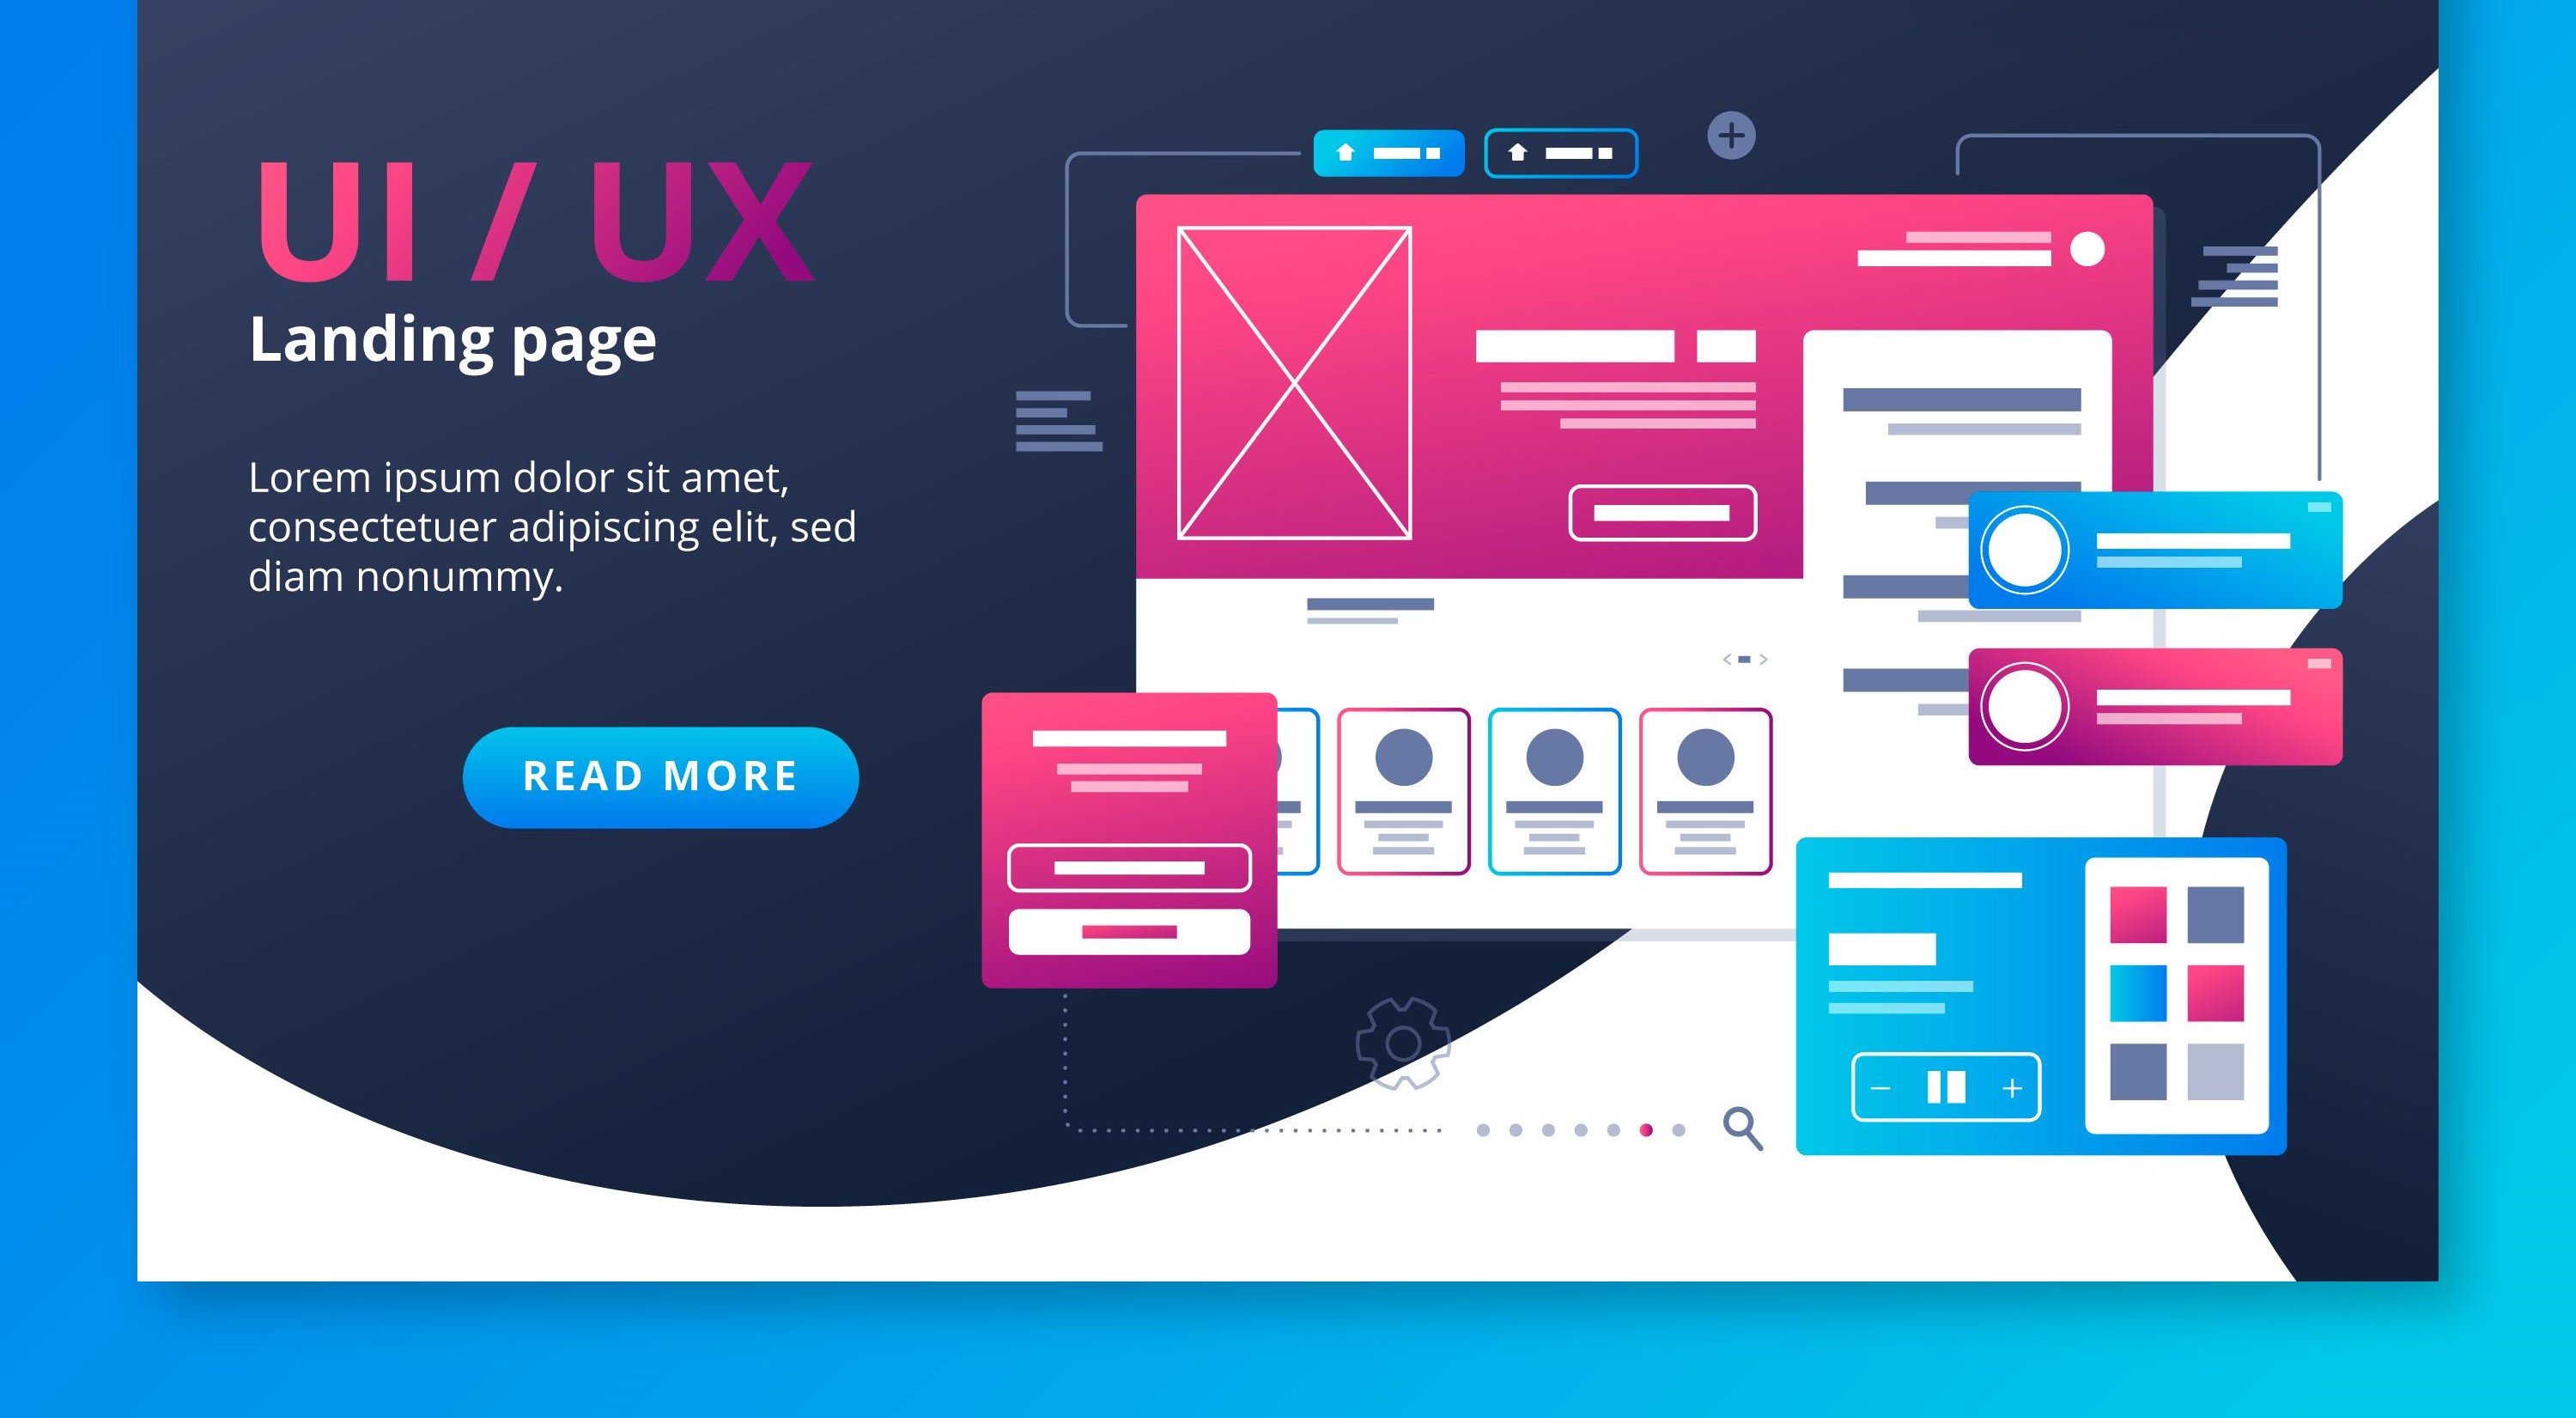 UI / UX
Landing page
Lorem ipsum dolor sit amet,
consectetuer adipiscing elit, sed
diam nonummy.
READ MORE